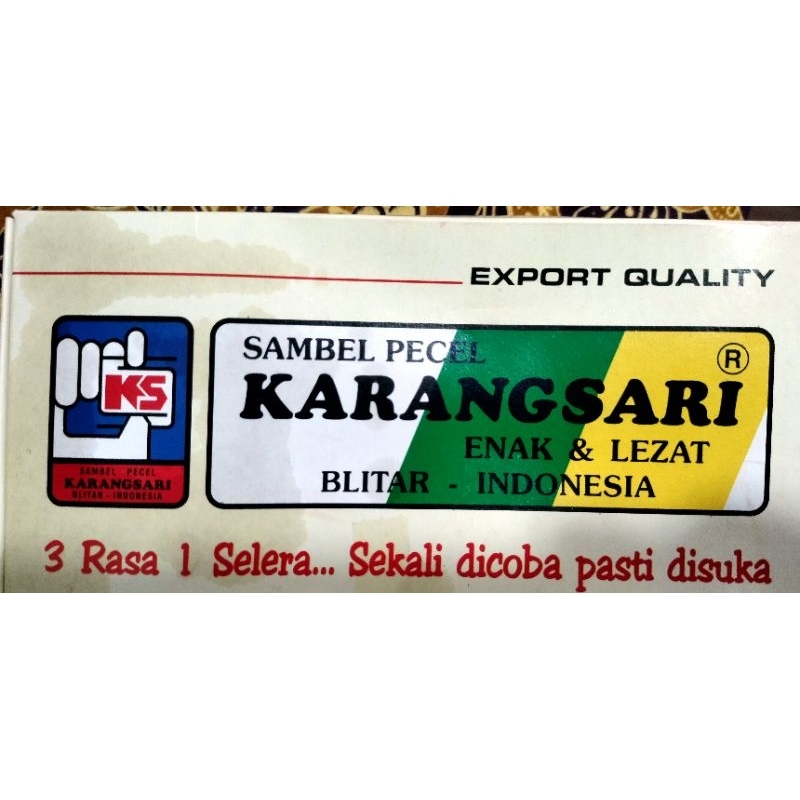 EXPORT QUALITY
KS
SAMBEL - PECEL
KARANGSARI
BLITAR - INDONESIA
SAMBEL PECEL
KARANGSARI ®
ENAK & LEZAT
BLITAR - INDONESIA
3 Rasa 1 Selera... Sekali dicoba pasti disuka